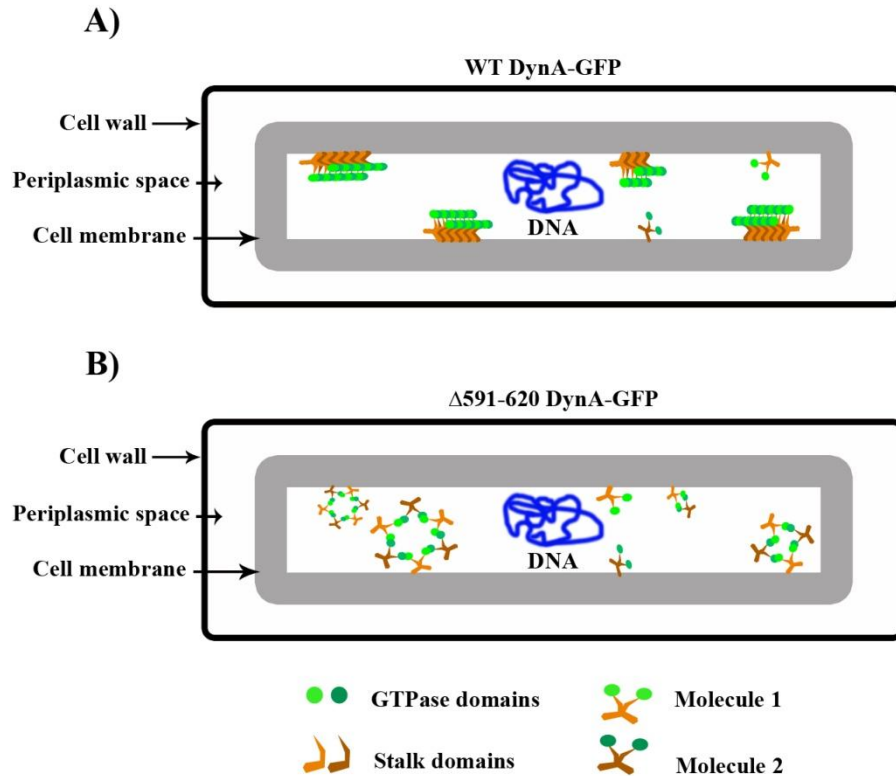 A)
WT DynA-GFP
Cell wall
Periplasmic space
Cell membrane
DNA
B)
Δ591-620 DynA-GFP
Cell wall
Periplasmic space
Cell membrane
DNA
GTPase domains
Molecule 1
Stalk domains
Molecule 2